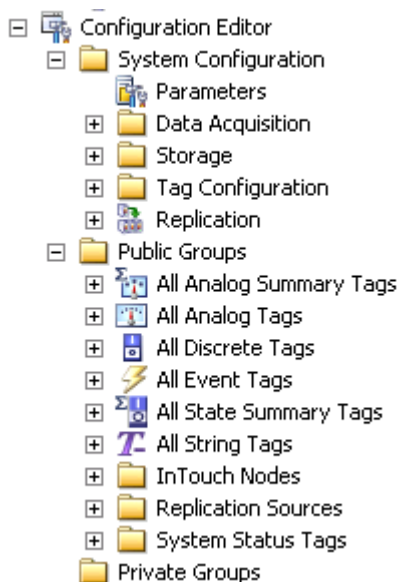 Configuration Editor
System Configuration
Parameters
Data Acquisition
Storage
Tag Configuration
Replication
Public Groups
All Analog Summary Tags
All Analog Tags
All Discrete Tags
All Event Tags
All State Summary Tags
All String Tags
InTouch Nodes
Replication Sources
System Status Tags
Private Groups